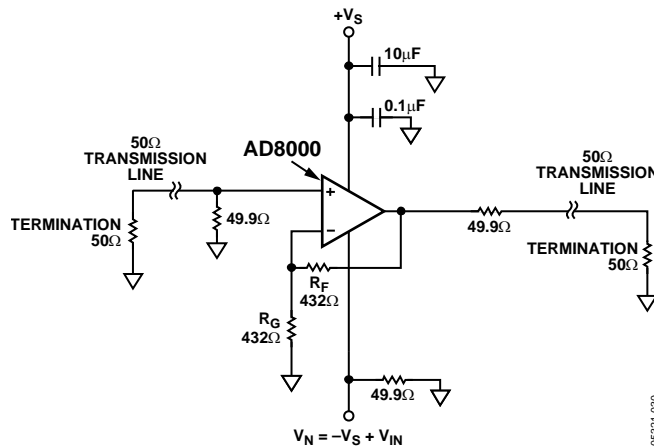 +VS
10μF
0.1μF
AD8000
50Ω
TRANSMISSION
LINE
TERMINATION
50Ω
49.9Ω
+
−
RF
432Ω
RG
432Ω
49.9Ω
50Ω
TRANSMISSION
LINE
TERMINATION
50Ω
49.9Ω
VN = −VS + VIN